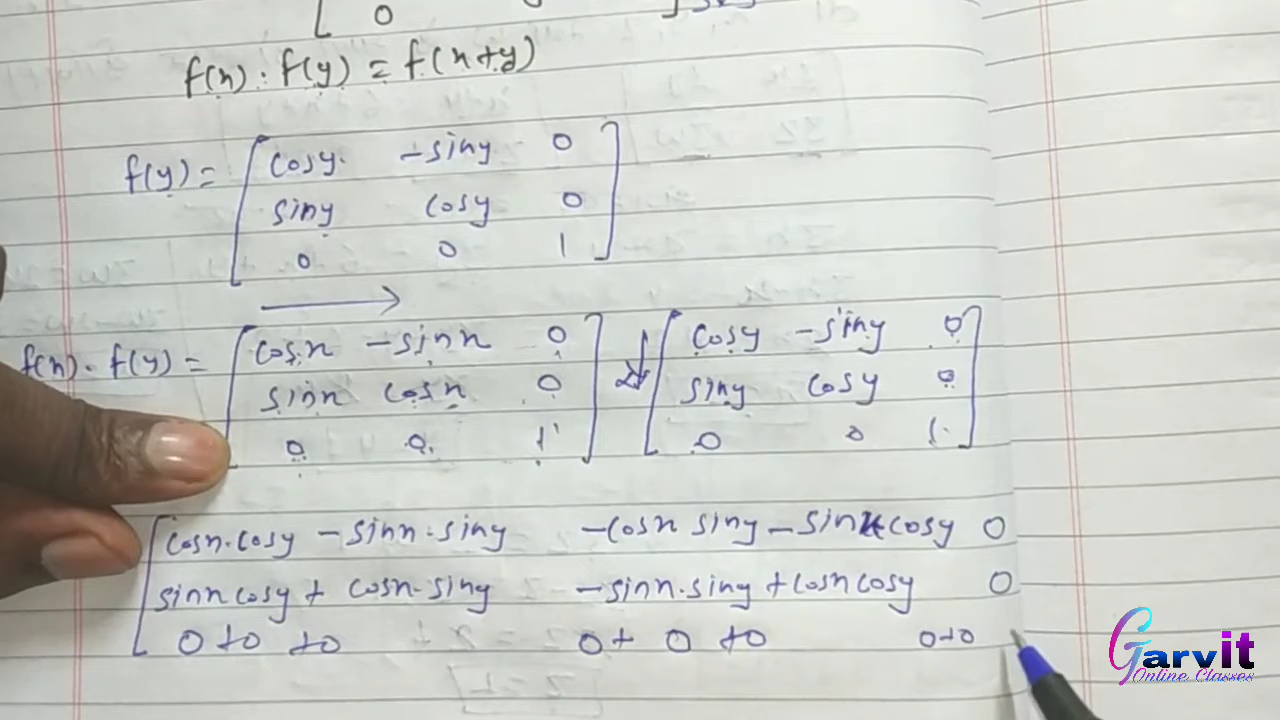 0
f(x) . f(y) = f(x+y)
f(y) = [ cosy -siny 0
siny cosy 0
0 0 1 ]
f(x) . f(y) = [ cosx -sinx 0 ] [ cosy -siny 0 ]
sinx cosx 0 siny cosy 0
0 0 1 0 0 1
[ cosx.cosy - sinx.siny -cosx siny - sinx cosy 0
sinx cosy + cosx.siny -sinx.siny + cosx cosy 0
0 +0 +0 0 + 0 +0 0+0
Garvit
Online Classes